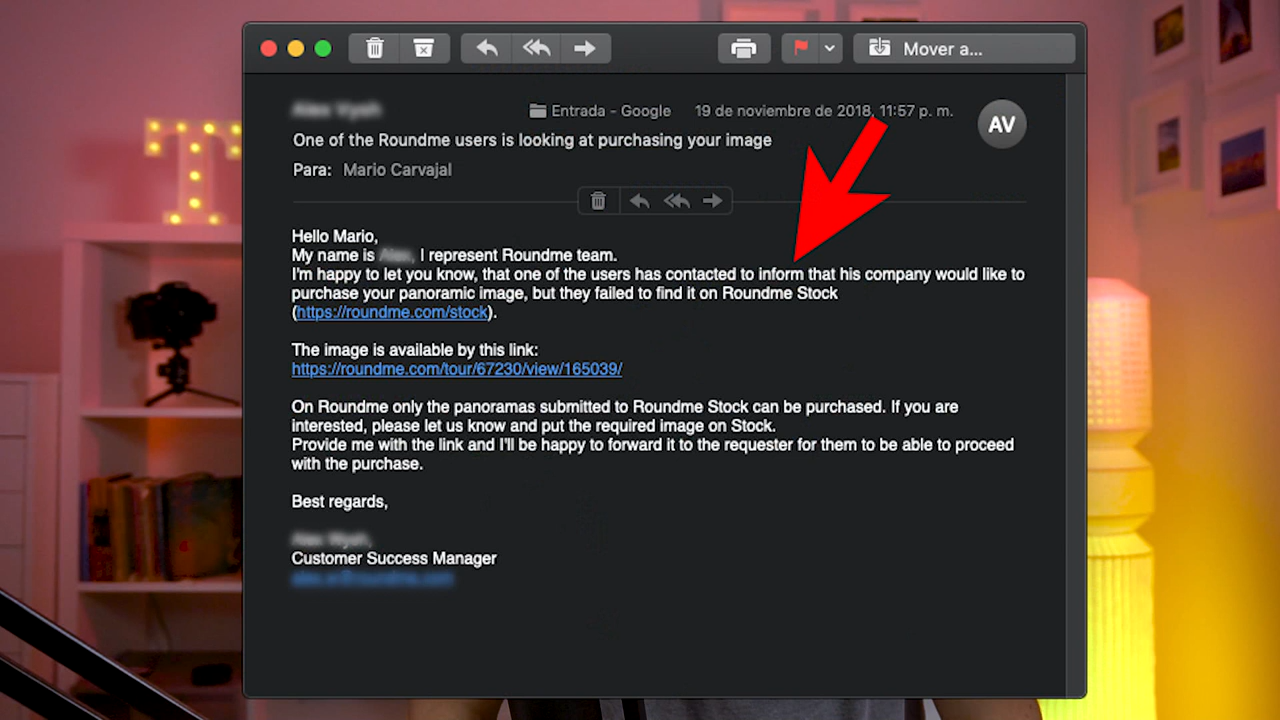 Mover a...
Entrada - Google 19 de noviembre de 2018, 11:57 p. m.
AV
One of the Roundme users is looking at purchasing your image
Para: Mario Carvajal
Hello Mario,
My name is I represent Roundme team.
I'm happy to let you know, that one of the users has contacted to inform that his company would like to
purchase your panoramic image, but they failed to find it on Roundme Stock
(https://roundme.com/stock).
The image is available by this link:
https://roundme.com/tour/67230/view/165039/
On Roundme only the panoramas submitted to Roundme Stock can be purchased. If you are
interested, please let us know and put the required image on Stock.
Provide me with the link and I'll be happy to forward it to the requester for them to be able to proceed
with the purchase.
Best regards,
Customer Success Manager